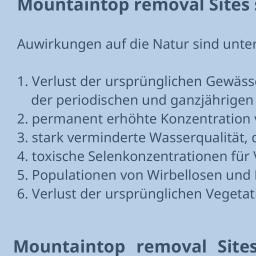 Mountaintop removal Sites
Auwirkungen auf die Natur sind unter
1. Verlust der ursprünglichen Gewäss
der periodischen und ganzjährigen
2. permanent erhöhte Konzentration
3. stark verminderte Wasserqualität,
4. toxische Selenkonzentrationen für
5. Populationen von Wirbellosen und
6. Verlust der ursprünglichen Vegetat
Mountaintop removal Sites